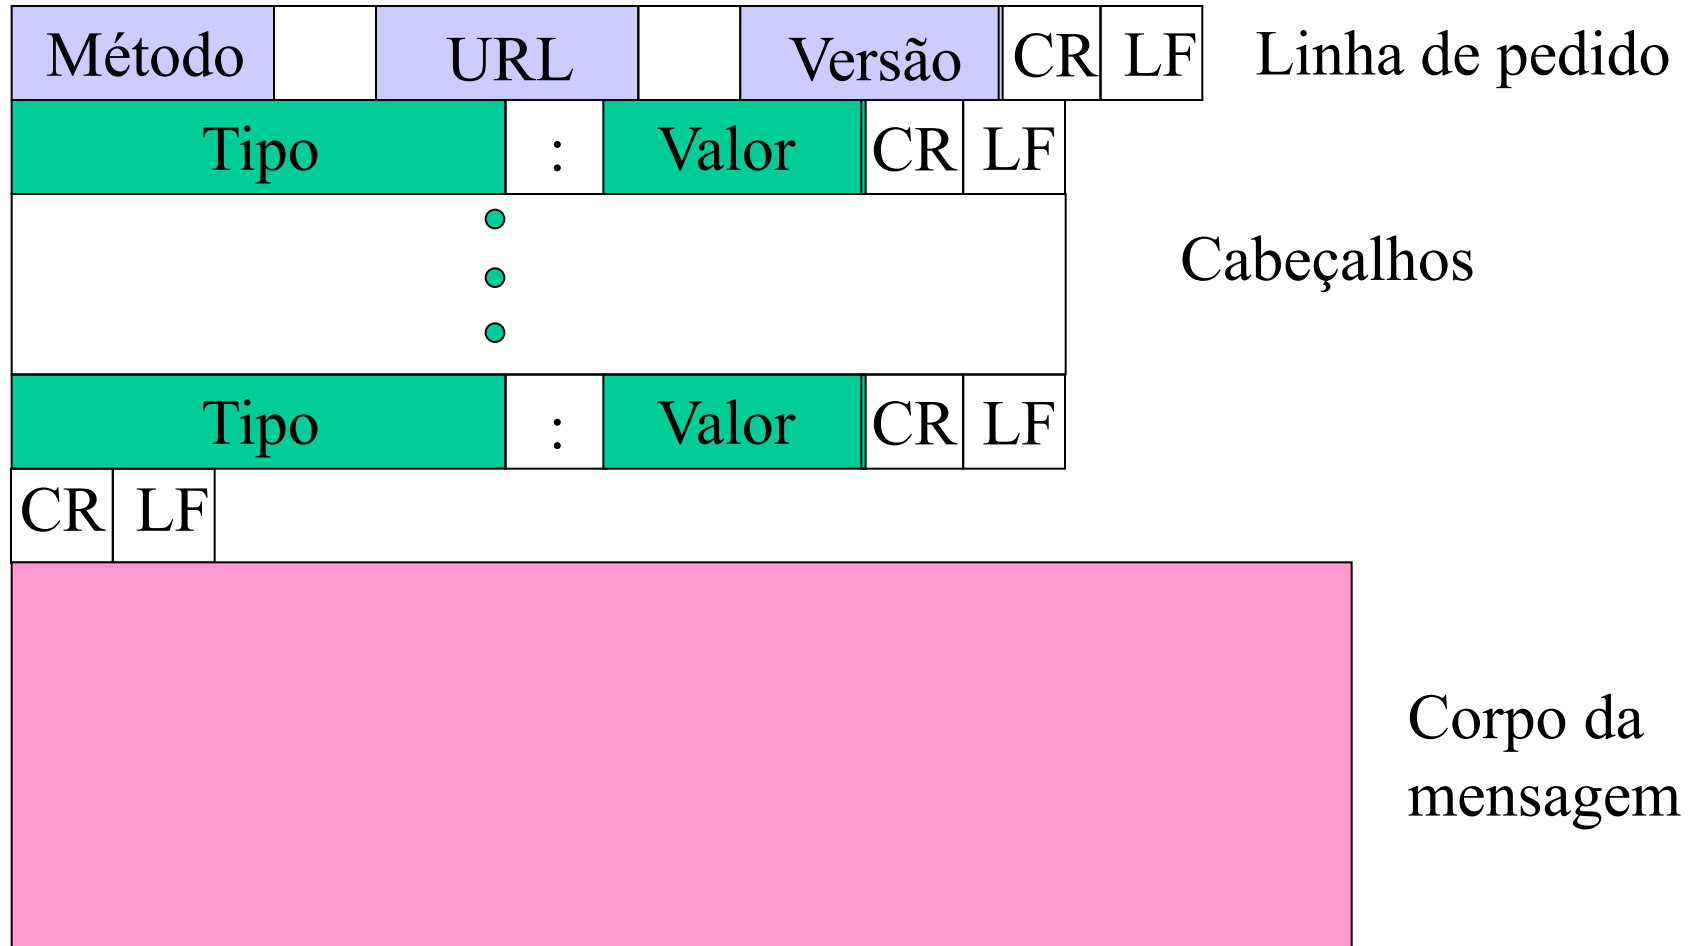 Método URL Versão CR LF Linha de pedido
Tipo : Valor CR LF
Cabeçalhos
Tipo : Valor CR LF
CR LF
Corpo da
mensagem